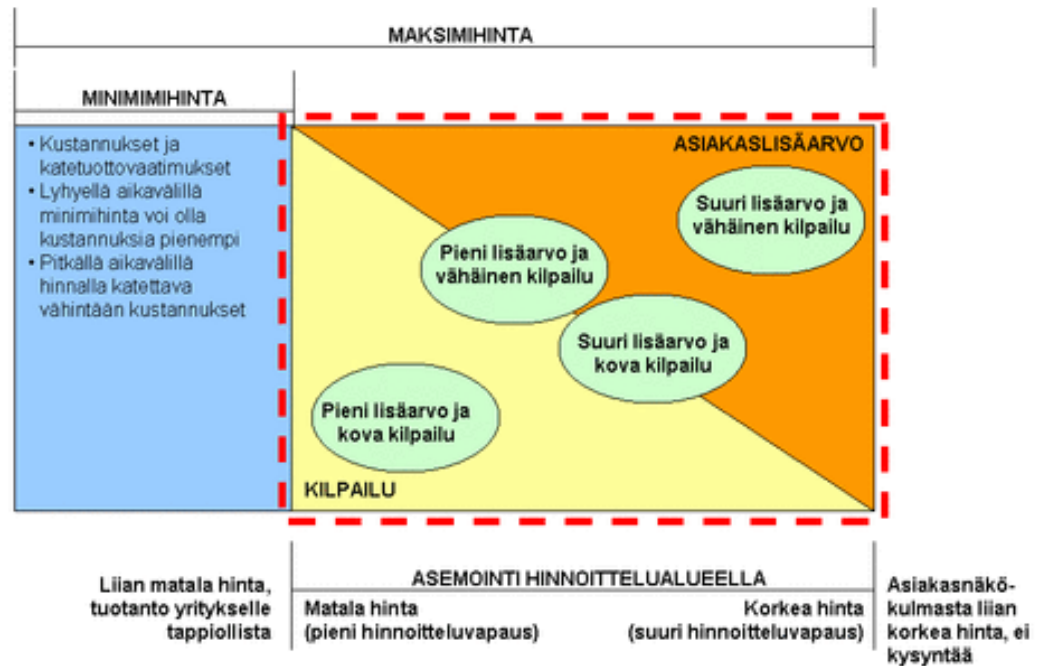 MAKSIMIHINTA
MINIMIMIHINTA
• Kustannukset ja
katetuottovaatimukset
• Lyhyellä aikavälillä
minimihinta voi olla
kustannuksia pienempi
• Pitkällä aikavälillä
hinnalla katettava
vähintään kustannukset
ASIAKASLISÄARVO
Suuri lisäarvo ja
vähäinen kilpailu
Pieni lisäarvo ja
vähäinen kilpailu
Suuri lisäarvo ja
kova kilpailu
Pieni lisäarvo ja
kova kilpailu
KILPAILU
Liian matala hinta,
tuotanto yritykselle
tappiollista
ASEMOINTI HINNOITTELUALUEELLA
Matala hinta
(pieni hinnoitteluvapaus)
Korkea hinta
(suuri hinnoitteluvapaus)
Asiakasnäkö-
kulmasta liian
korkea hinta, ei
kysyntää